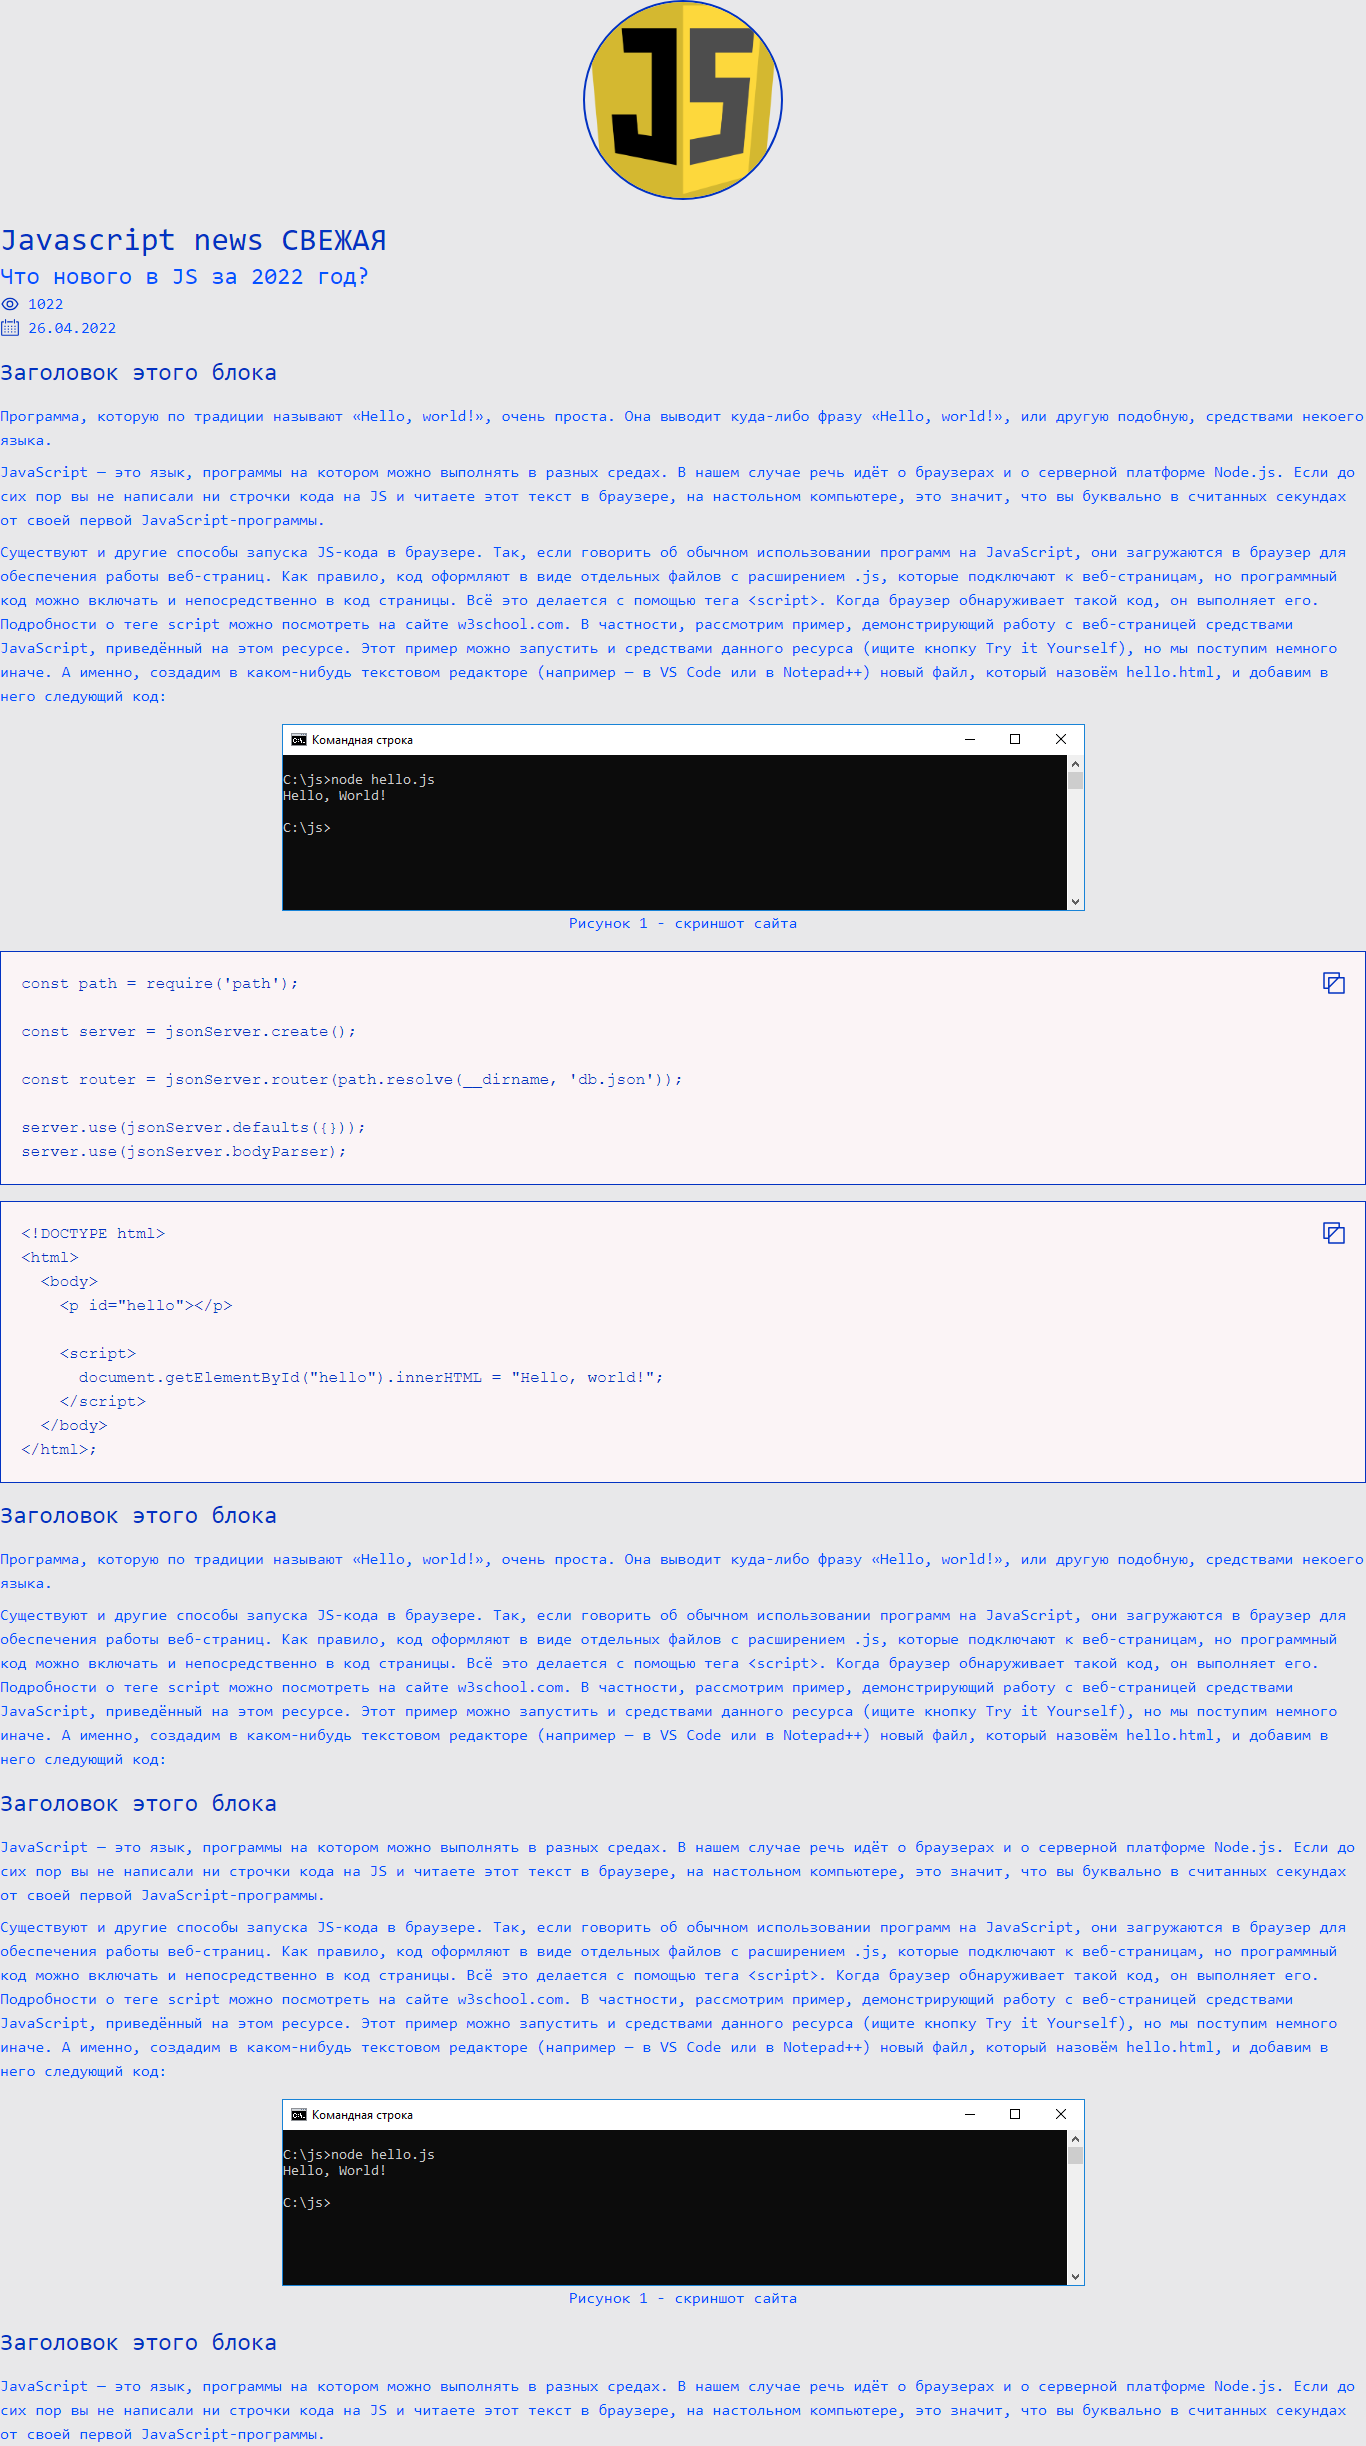 JS
Javascript news СВЕЖАЯ
Что нового в JS за 2022 год?
1022
26.04.2022
Заголовок этого блока
Программа, которую по традиции называют «Hello, world!», очень проста. Она выводит куда-либо фразу «Hello, world!», или другую подобную, средствами некоего
языка.
JavaScript — это язык, программы на котором можно выполнять в разных средах. В нашем случае речь идёт о браузерах и о серверной платформе Node.js. Если до
сих пор вы не написали ни строчки кода на JS и читаете этот текст в браузере, на настольном компьютере, это значит, что вы буквально в считанных секундах
от своей первой JavaScript-программы.
Существуют и другие способы запуска JS-кода в браузере. Так, если говорить об обычном использовании программ на JavaScript, они загружаются в браузер для
обеспечения работы веб-страниц. Как правило, код оформляют в виде отдельных файлов с расширением .js, которые подключают к веб-страницам, но программный
код можно включать и непосредственно в код страницы. Всё это делается с помощью тега <script>. Когда браузер обнаруживает такой код, он выполняет его.
Подробности о теге script можно посмотреть на сайте w3school.com. В частности, рассмотрим пример, демонстрирующий работу с веб-страницей средствами
JavaScript, приведённый на этом ресурсе. Этот пример можно запустить и средствами данного ресурса (ищите кнопку Try it Yourself), но мы поступим немного
иначе. А именно, создадим в каком-нибудь текстовом редакторе (например — в VS Code или в Notepad++) новый файл, который назовём hello.html, и добавим в
него следующий код:
Командная строка
C:\js>node hello.js
Hello, World!
C:\js>
Рисунок 1 - скриншот сайта
const path = require('path');
const server = jsonServer.create();
const router = jsonServer.router(path.resolve(__dirname, 'db.json'));
server.use(jsonServer.defaults({}));
server.use(jsonServer.bodyParser);
<!DOCTYPE html>
<html>
  <body>
    <p id="hello"></p>
    <script>
      document.getElementById("hello").innerHTML = "Hello, world!";
    </script>
  </body>
</html>;
Заголовок этого блока
Программа, которую по традиции называют «Hello, world!», очень проста. Она выводит куда-либо фразу «Hello, world!», или другую подобную, средствами некоего
языка.
Существуют и другие способы запуска JS-кода в браузере. Так, если говорить об обычном использовании программ на JavaScript, они загружаются в браузер для
обеспечения работы веб-страниц. Как правило, код оформляют в виде отдельных файлов с расширением .js, которые подключают к веб-страницам, но программный
код можно включать и непосредственно в код страницы. Всё это делается с помощью тега <script>. Когда браузер обнаруживает такой код, он выполняет его.
Подробности о теге script можно посмотреть на сайте w3school.com. В частности, рассмотрим пример, демонстрирующий работу с веб-страницей средствами
JavaScript, приведённый на этом ресурсе. Этот пример можно запустить и средствами данного ресурса (ищите кнопку Try it Yourself), но мы поступим немного
иначе. А именно, создадим в каком-нибудь текстовом редакторе (например — в VS Code или в Notepad++) новый файл, который назовём hello.html, и добавим в
него следующий код:
Заголовок этого блока
JavaScript — это язык, программы на котором можно выполнять в разных средах. В нашем случае речь идёт о браузерах и о серверной платформе Node.js. Если до
сих пор вы не написали ни строчки кода на JS и читаете этот текст в браузере, на настольном компьютере, это значит, что вы буквально в считанных секундах
от своей первой JavaScript-программы.
Существуют и другие способы запуска JS-кода в браузере. Так, если говорить об обычном использовании программ на JavaScript, они загружаются в браузер для
обеспечения работы веб-страниц. Как правило, код оформляют в виде отдельных файлов с расширением .js, которые подключают к веб-страницам, но программный
код можно включать и непосредственно в код страницы. Всё это делается с помощью тега <script>. Когда браузер обнаруживает такой код, он выполняет его.
Подробности о теге script можно посмотреть на сайте w3school.com. В частности, рассмотрим пример, демонстрирующий работу с веб-страницей средствами
JavaScript, приведённый на этом ресурсе. Этот пример можно запустить и средствами данного ресурса (ищите кнопку Try it Yourself), но мы поступим немного
иначе. А именно, создадим в каком-нибудь текстовом редакторе (например — в VS Code или в Notepad++) новый файл, который назовём hello.html, и добавим в
него следующий код:
Командная строка
C:\js>node hello.js
Hello, World!
C:\js>
Рисунок 1 - скриншот сайта
Заголовок этого блока
JavaScript — это язык, программы на котором можно выполнять в разных средах. В нашем случае речь идёт о браузерах и о серверной платформе Node.js. Если до
сих пор вы не написали ни строчки кода на JS и читаете этот текст в браузере, на настольном компьютере, это значит, что вы буквально в считанных секундах
от своей первой JavaScript-программы.